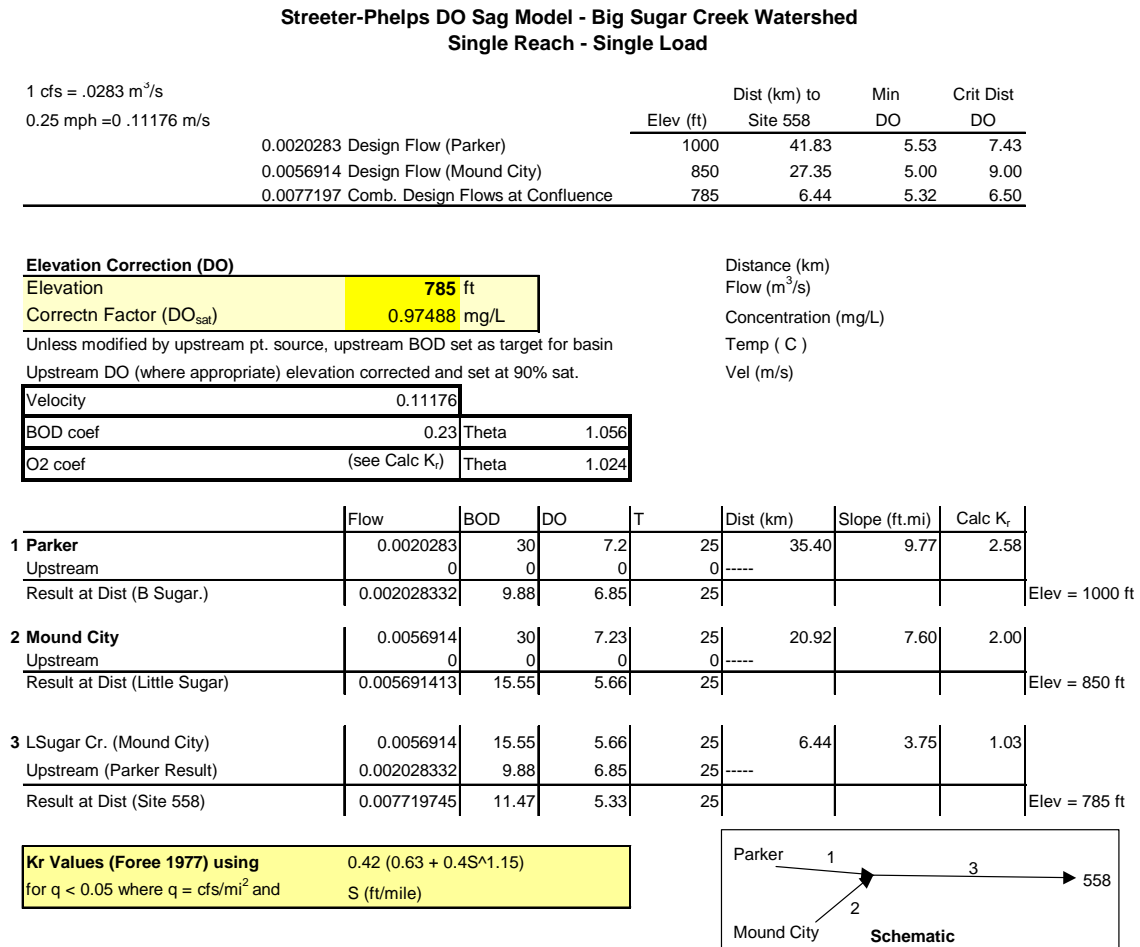 Streeter-Phelps DO Sag Model - Big Sugar Creek Watershed
Single Reach - Single Load
1 cfs = .0283 m³/s Dist (km) to Min Crit Dist
0.25 mph =0 .11176 m/s Elev (ft) Site 558 DO DO
0.0020283 Design Flow (Parker) 1000 41.83 5.53 7.43
0.0056914 Design Flow (Mound City) 850 27.35 5.00 9.00
0.0077197 Comb. Design Flows at Confluence 785 6.44 5.32 6.50
Elevation Correction (DO) Distance (km)
Elevation 785 ft Flow (m³/s)
Correctn Factor (DOsat) 0.97488 mg/L Concentration (mg/L)
Unless modified by upstream pt. source, upstream BOD set as target for basin Temp ( C )
Upstream DO (where appropriate) elevation corrected and set at 90% sat. Vel (m/s)
Velocity 0.11176
BOD coef 0.23 Theta 1.056
O2 coef (see Calc Kr) Theta 1.024
Flow BOD DO T Dist (km) Slope (ft.mi) Calc Kr
1 Parker 0.0020283 30 7.2 25 35.40 9.77 2.58
Upstream 0 0 0 0 -----
Result at Dist (B Sugar.) 0.002028332 9.88 6.85 25 Elev = 1000 ft
2 Mound City 0.0056914 30 7.23 25 20.92 7.60 2.00
Upstream 0 0 0 0 -----
Result at Dist (Little Sugar) 0.005691413 15.55 5.66 25 Elev = 850 ft
3 LSugar Cr. (Mound City) 0.0056914 15.55 5.66 25 6.44 3.75 1.03
Upstream (Parker Result) 0.002028332 9.88 6.85 25 -----
Result at Dist (Site 558) 0.007719745 11.47 5.33 25 Elev = 785 ft
Kr Values (Foree 1977) using 0.42 (0.63 + 0.4S^1.15)
for q < 0.05 where q = cfs/mi² and S (ft/mile)
Parker 1 3 558
2
Mound City Schematic